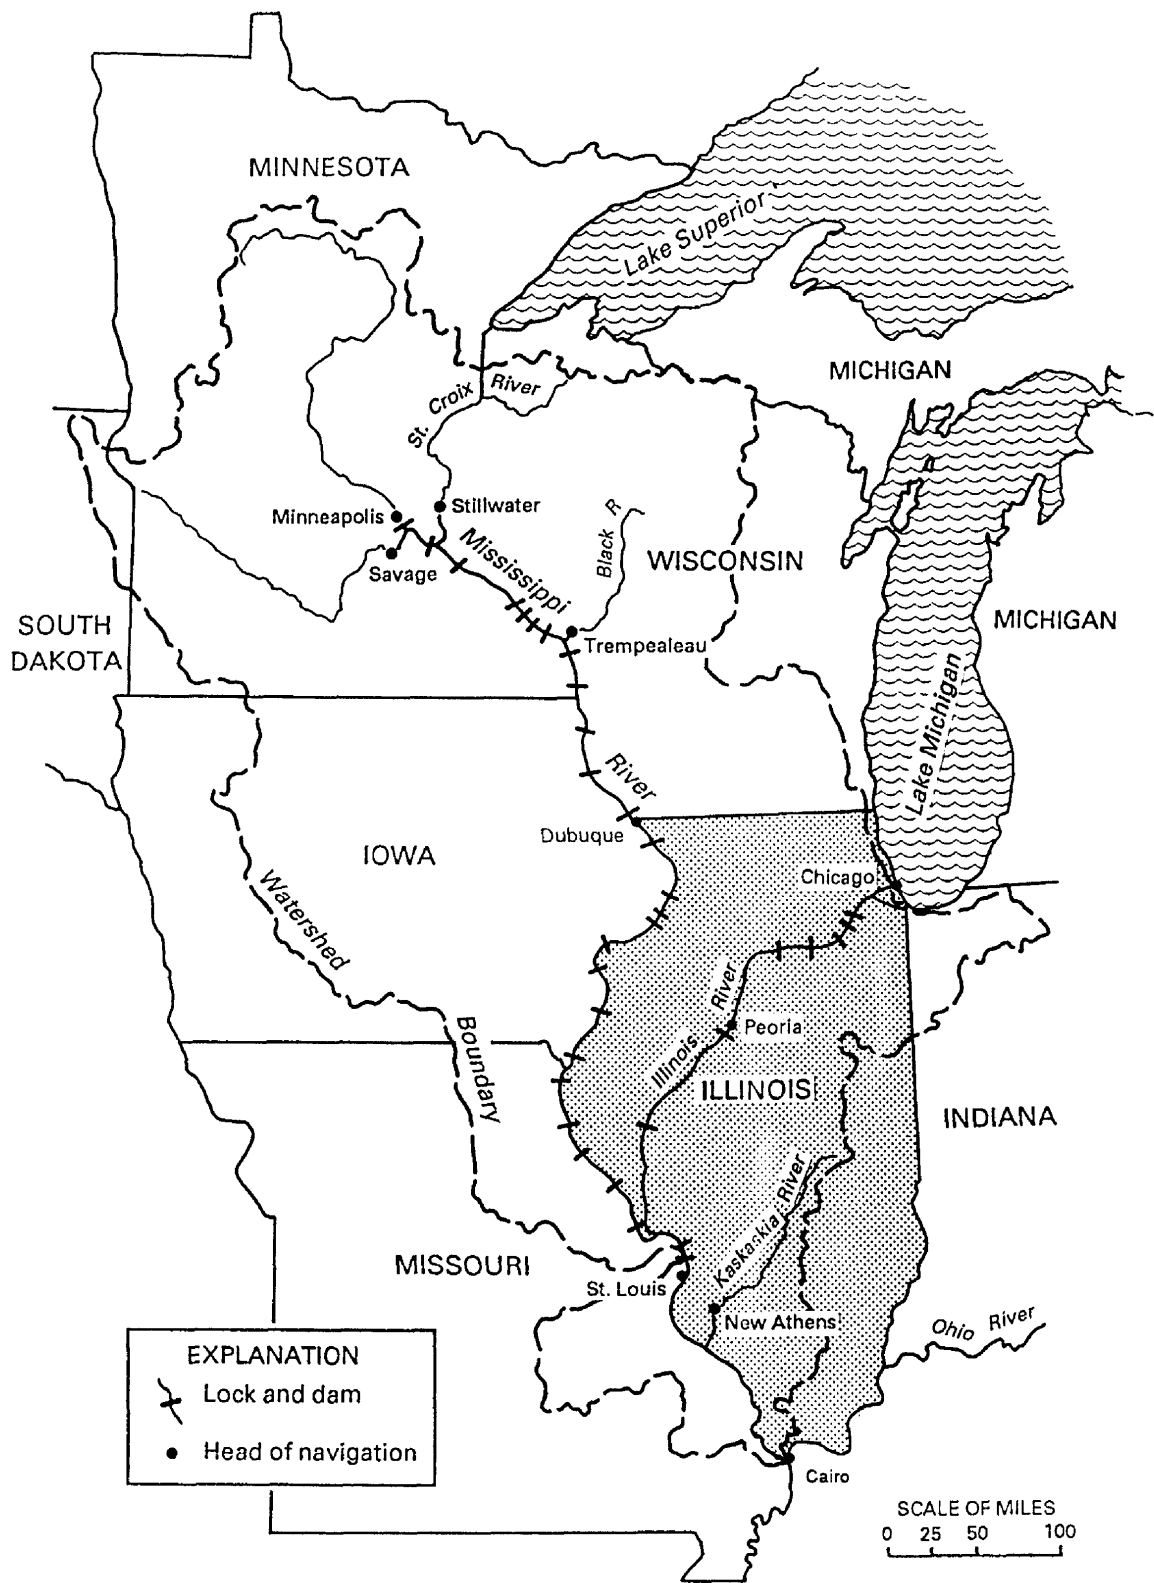 MINNESOTA
Lake Superior
MICHIGAN
St. Croix River
Stillwater
Minneapolis
Savage
Mississippi
Black R
WISCONSIN
SOUTH
DAKOTA
MICHIGAN
Trempealeau
Lake Michigan
River
Dubuque
IOWA
Chicago
Watershed
Illinois River
Peoria
Boundary
ILLINOIS
INDIANA
Kaskaskia River
MISSOURI
St. Louis
New Athens
Ohio River
EXPLANATION
Lock and dam
Head of navigation
Cairo
SCALE OF MILES
0 25 50 100